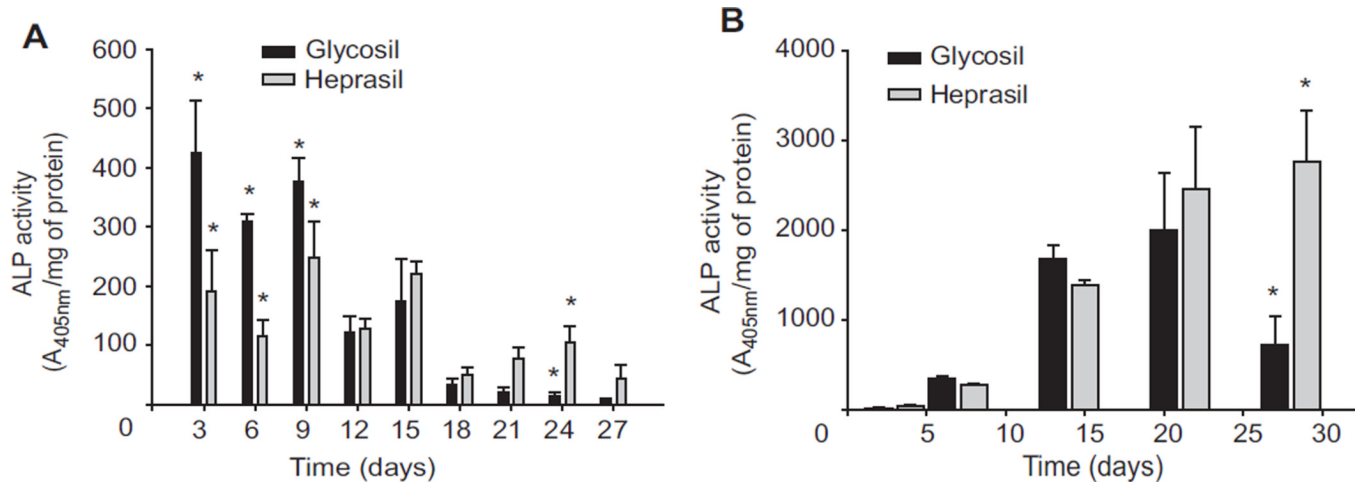 A
600
500
400
300
200
100
0
ALP activity
(A405nm/mg of protein)
Glycosil
Heprasil
* * * * * * * *
3 6 9 12 15 18 21 24 27
Time (days)
B
4000
3000
2000
1000
0
ALP activity
(A405nm/mg of protein)
Glycosil
Heprasil
* *
5 10 15 20 25 30
Time (days)